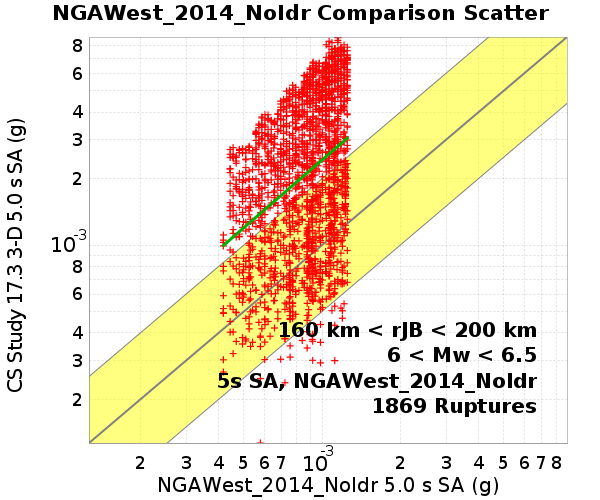 NGAWest_2014_NoIdr Comparison Scatter
CS Study 17.3 3-D 5.0 s SA (g)
8
6
4
3
2
10-3
8
6
4
3
2
160 km < rJB < 200 km
6 < Mw < 6.5
5s SA, NGAWest_2014_NoIdr
1869 Ruptures
2 3 4 5 6 7 10-3 2 3 4 5 6 7 8
NGAWest_2014_NoIdr 5.0 s SA (g)